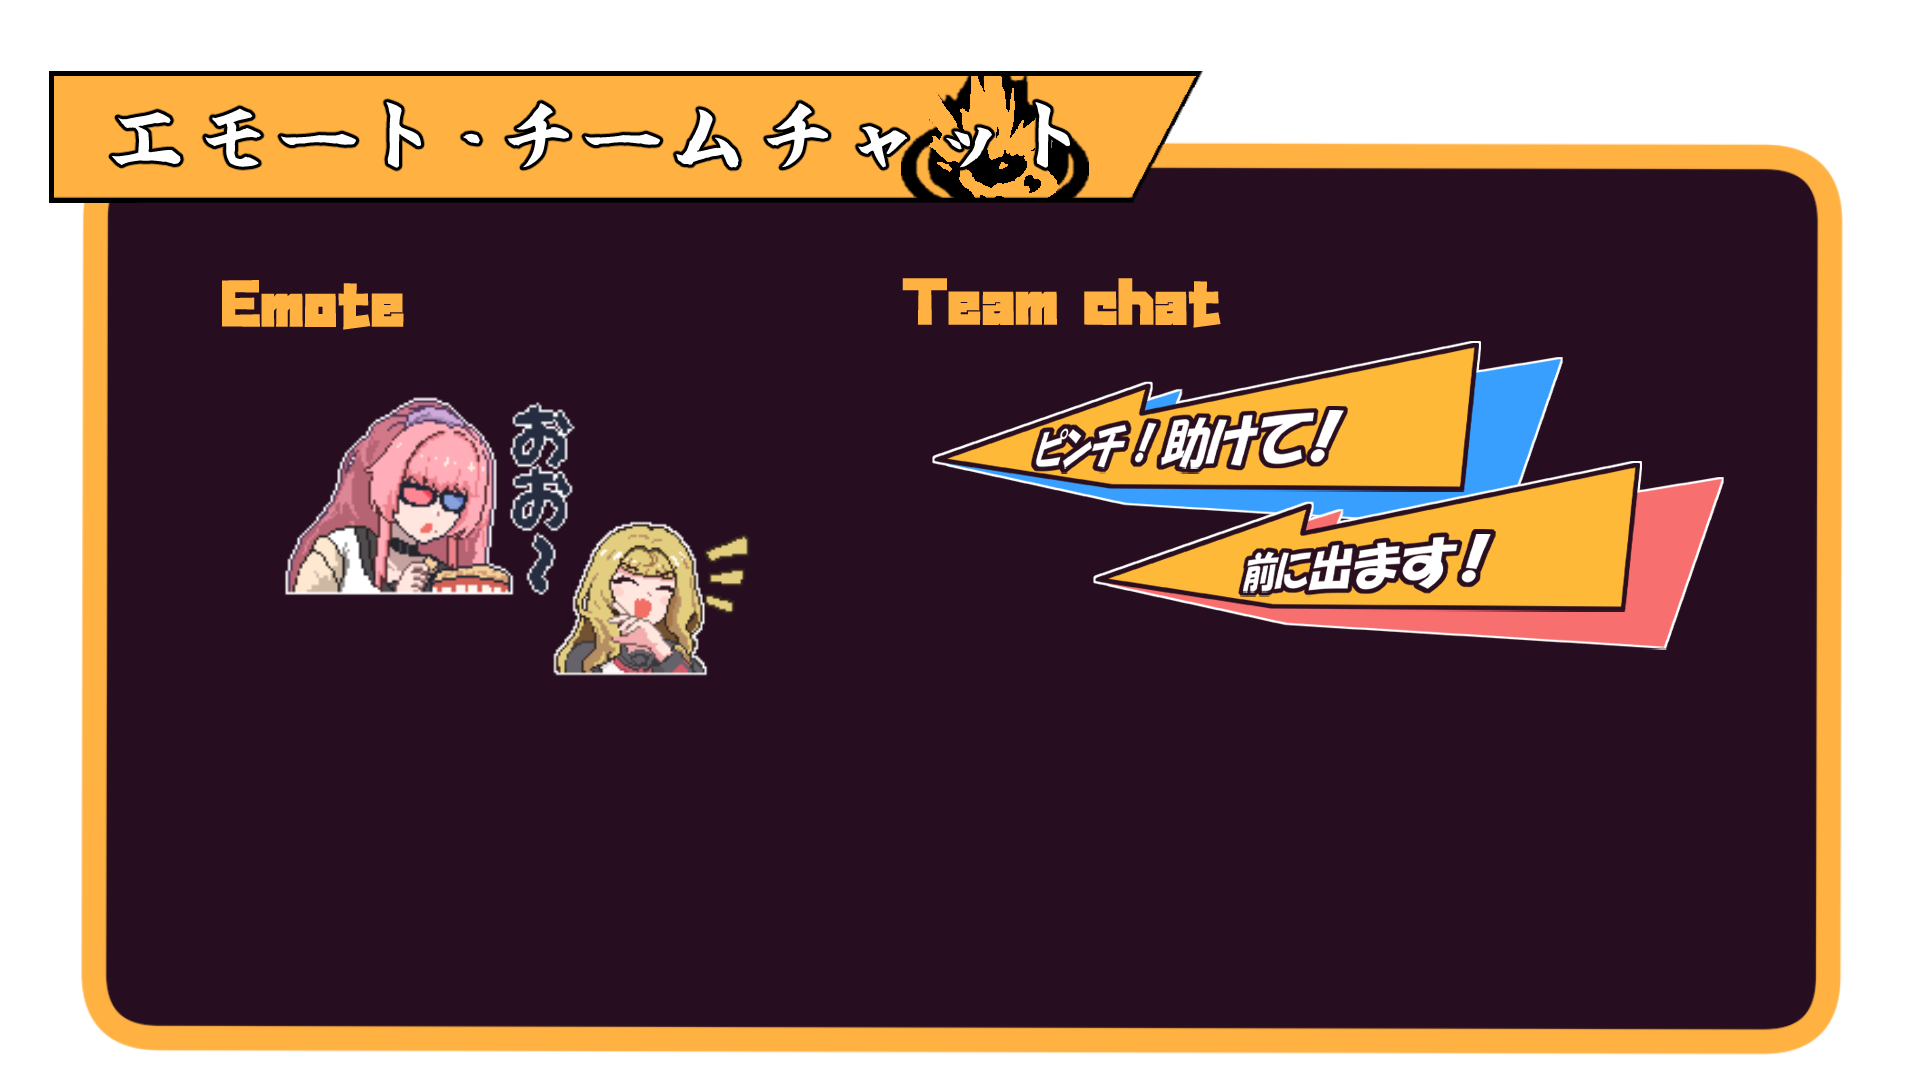 エモート・チームチャット
Emote
Team chat
おお〜
ピンチ！助けて！
前に出ます！